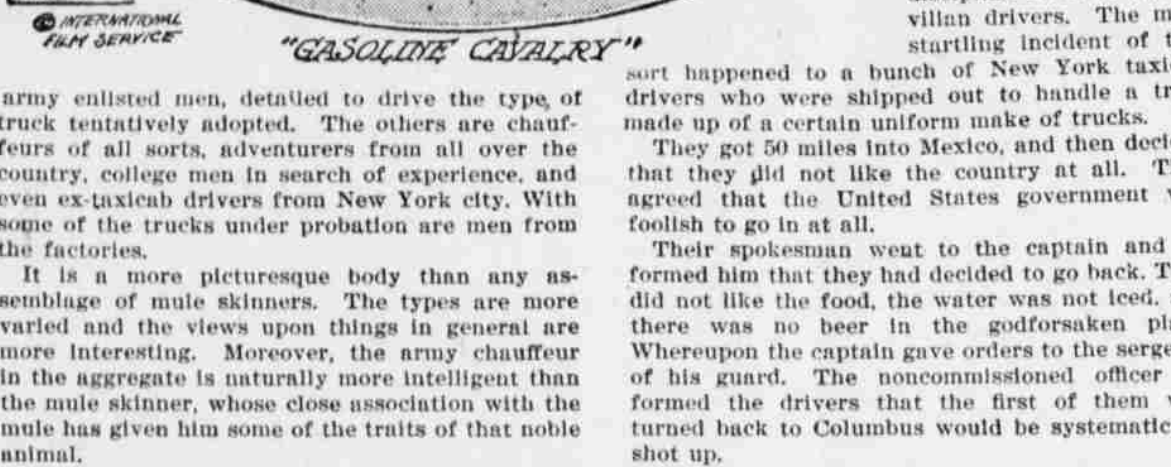 © INTERNATIONAL
FILM SERVICE
"GASOLINE CAVALRY"
army enlisted men, detailed to drive the type of
truck tentatively adopted. The others are chauf-
feurs of all sorts, adventurers from all over the
country, college men in search of experience, and
even ex-taxicab drivers from New York city. With
some of the trucks under probation are men from
the factories.
It is a more picturesque body than any as-
semblage of mule skinners. The types are more
varied and the views upon things in general are
more interesting. Moreover, the army chauffeur
in the aggregate is naturally more intelligent than
the mule skinner, whose close association with the
mule has given him some of the traits of that noble
animal.
villan drivers. The m
startling incident of t
sort happened to a bunch of New York taxi
drivers who were shipped out to handle a tr
made up of a certain uniform make of trucks.
They got 50 miles into Mexico, and then deci
that they did not like the country at all. T
agreed that the United States government
foolish to go in at all.
Their spokesman went to the captain and
formed him that they had decided to go back. T
did not like the food, the water was not iced.
there was no beer in the godforsaken pl
Whereupon the captain gave orders to the serge
of his guard. The noncommissioned officer
formed the drivers that the first of them
turned back to Columbus would be systematic
shot up.